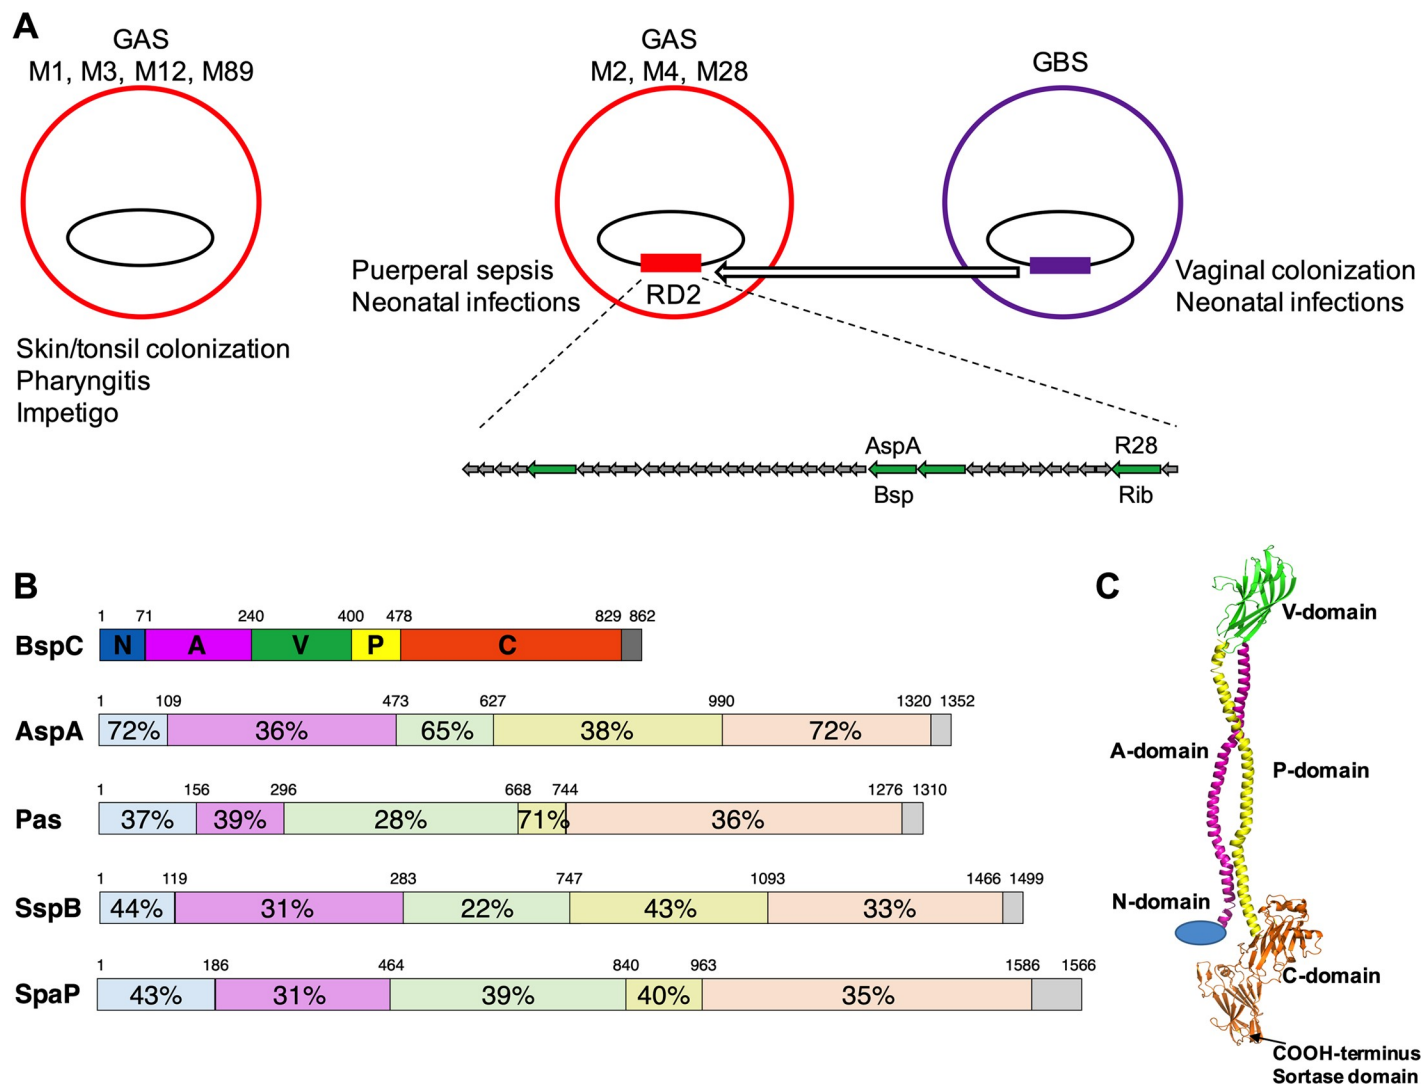 A
GAS
M1, M3, M12, M89
Skin/tonsil colonization
Pharyngitis
Impetigo
GAS
M2, M4, M28
Puerperal sepsis
Neonatal infections
RD2
GBS
Vaginal colonization
Neonatal infections
AspA
R28
Bsp
Rib
B
1 71 240 400 478 829 862
BspC N A V P C
1 109 473 627 990 1320 1352
AspA 72% 36% 65% 38% 72%
1 156 296 668 744 1276 1310
Pas 37% 39% 28% 71% 36%
1 119 283 747 1093 1466 1499
SspB 44% 31% 22% 43% 33%
1 186 464 840 963 1586 1566
SpaP 43% 31% 39% 40% 35%
C
V-domain
A-domain
P-domain
N-domain
C-domain
COOH-terminus
Sortase domain